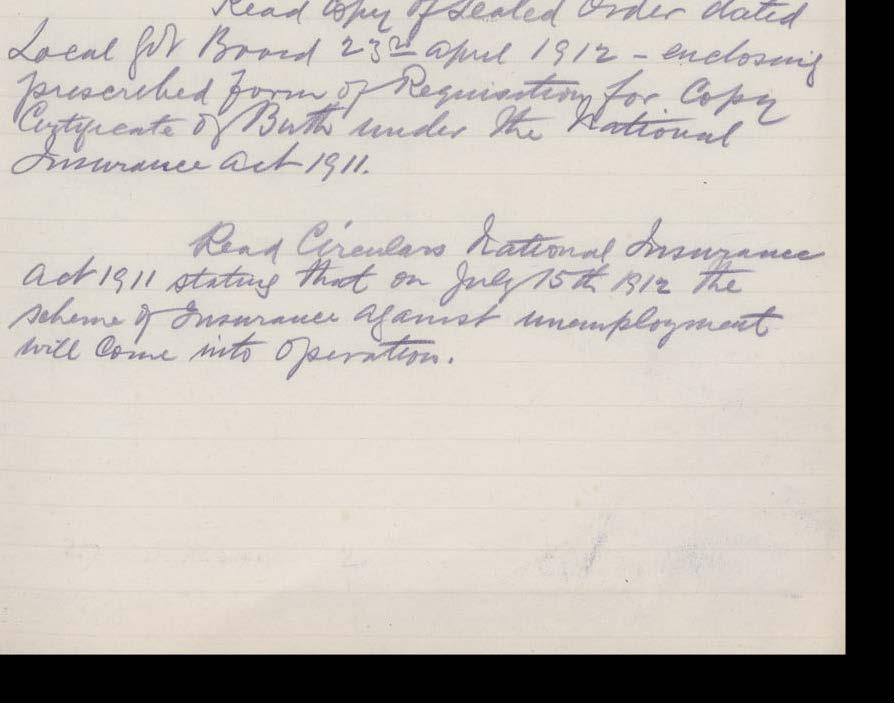 Read Copy of Sealed Order dated
Local Gvt Board 23rd april 1912 - enclosing
prescribed form of Requisition for Copy
Certificate of Birth under the National
Insurance Act 1911.
Read Circulars National Insurance
Act 1911 stating that on July 15th 1912 the
scheme of Insurance against unemployment
will come into operation.